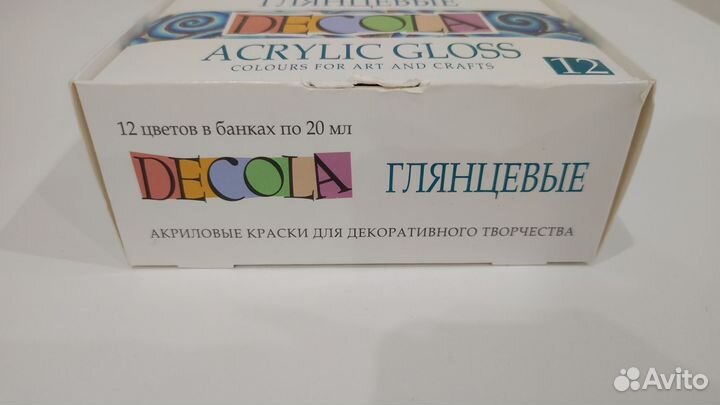 ГЛЯНЦЕВЫЕ
DECOLA
ACRYLIC GLOSS
COLOURS FOR ART AND CRAFTS
12
12 цветов в банках по 20 мл
DECOLA ГЛЯНЦЕВЫЕ
АКРИЛОВЫЕ КРАСКИ ДЛЯ ДЕКОРАТИВНОГО ТВОРЧЕСТВА
Avito